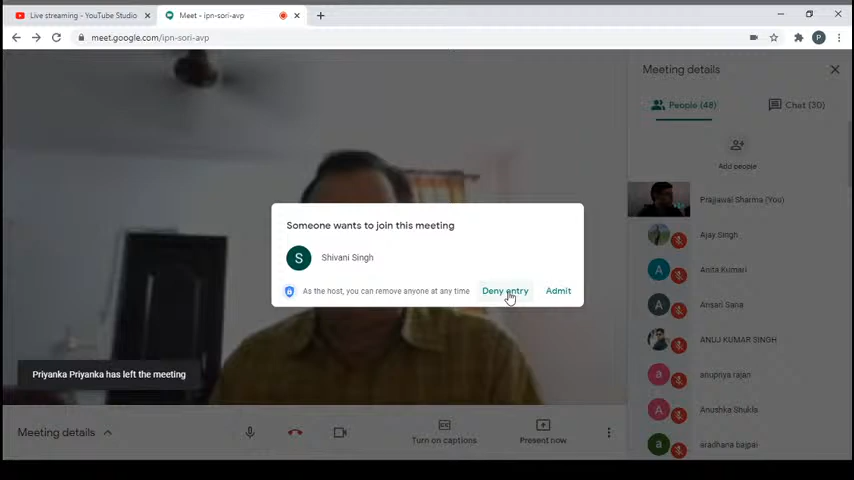 Live streaming - YouTube Studio
Meet - ipn-sori-avp
meet.google.com/ipn-sori-avp
P
Meeting details
People (48)
Chat (30)
Add people
Prajjawal Sharma (You)
Ajay Singh
A
Anita Kumari
A
Ansari Sana
ANUJ KUMAR SINGH
a
anupriya rajan
A
Anushka Shukla
a
aradhana bajpai
Someone wants to join this meeting
S
Shivani Singh
As the host, you can remove anyone at any time
Deny entry
Admit
Priyanka Priyanka has left the meeting
Meeting details
Turn on captions
Present now